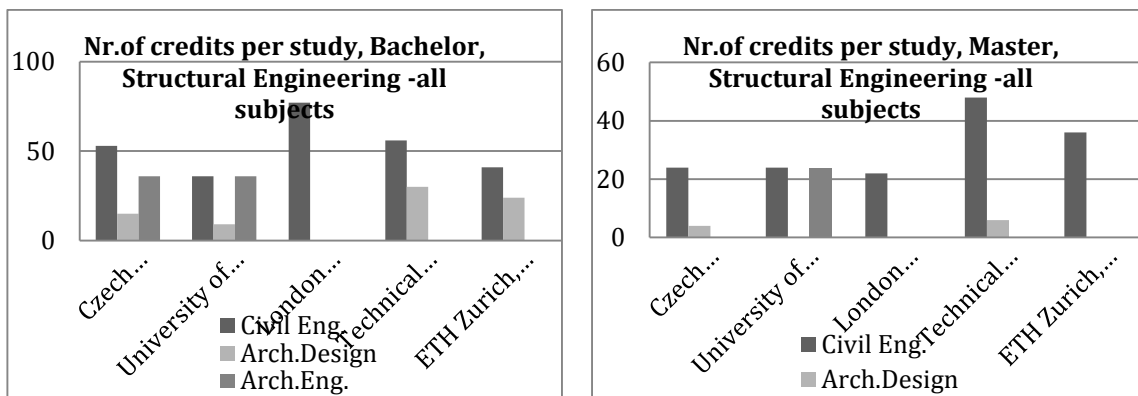 Nr.of credits per study, Bachelor,
Structural Engineering -all
subjects
100
50
0
Czech...
University of...
London...
Technical...
ETH Zurich,...
Civil Eng.
Arch.Design
Arch.Eng.
Nr.of credits per study, Master,
Structural Engineering -all
subjects
60
40
20
0
Czech...
University of...
London...
Technical...
ETH Zurich,...
Civil Eng.
Arch.Design